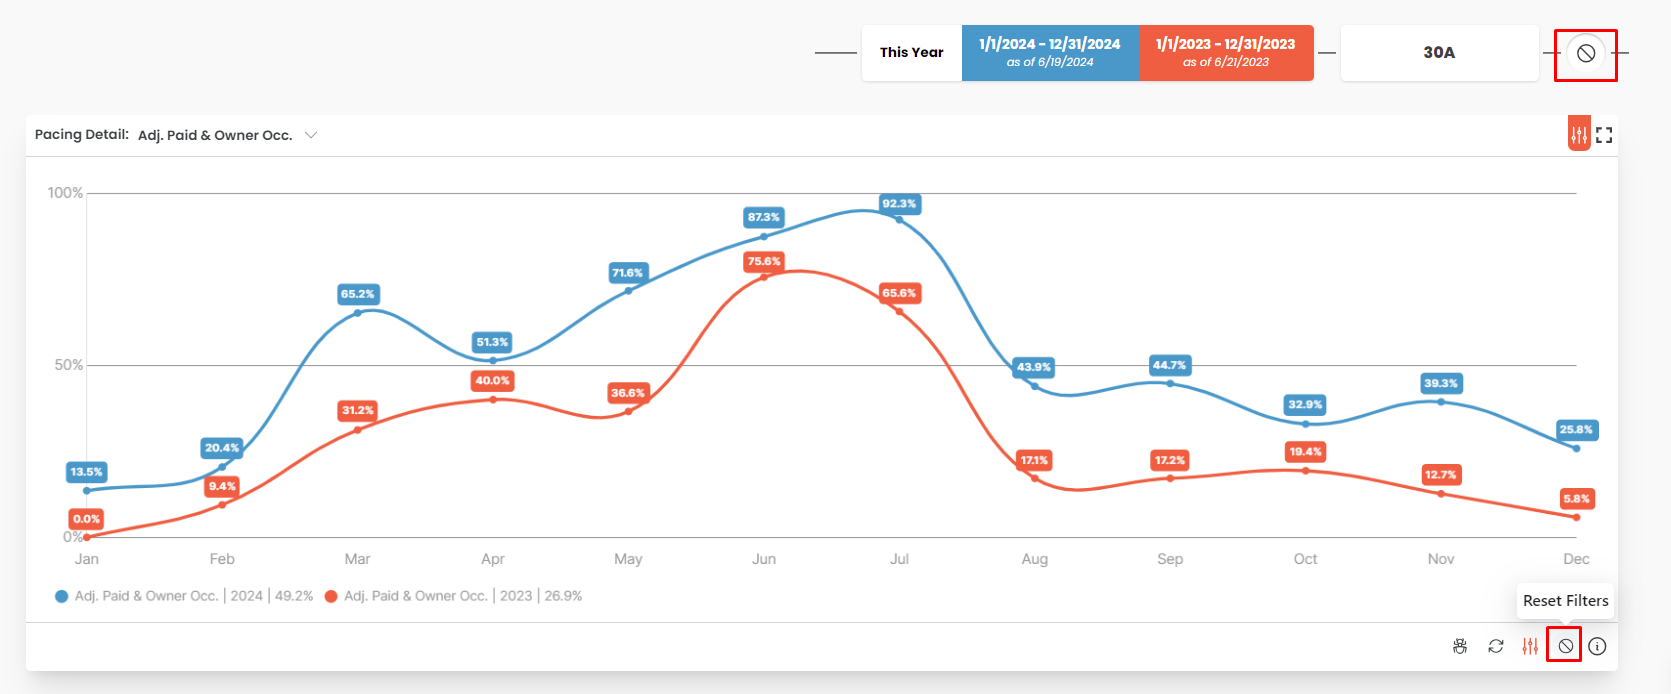 This Year
1/1/2024 - 12/31/2024
as of 6/19/2024
1/1/2023 - 12/31/2023
as of 6/21/2023
30A
Pacing Detail: Adj. Paid & Owner Occ.
100%
50%
0%
13.5%
20.4%
65.2%
51.3%
71.6%
87.3%
92.3%
43.9%
44.7%
32.9%
39.3%
25.8%
0.0%
9.4%
31.2%
40.0%
36.6%
75.6%
65.6%
17.1%
17.2%
19.4%
12.7%
5.8%
Jan Feb Mar Apr May Jun Jul Aug Sep Oct Nov Dec
Adj. Paid & Owner Occ. | 2024 | 49.2% Adj. Paid & Owner Occ. | 2023 | 26.9%
Reset Filters